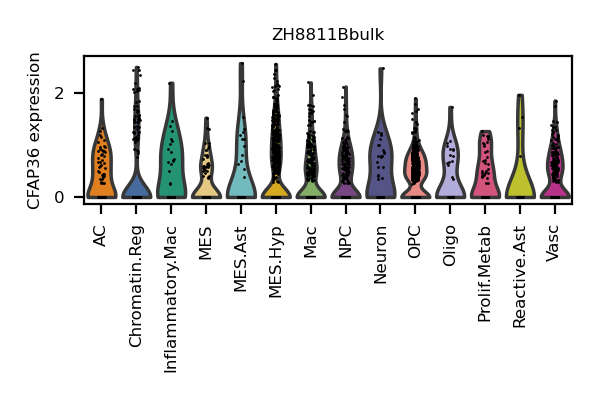 ZH8811Bbulk
CFAP36 expression
2
0
AC
Chromatin.Reg
Inflammatory.Mac
MES
MES.Ast
MES.Hyp
Mac
NPC
Neuron
OPC
Oligo
Prolif.Metab
Reactive.Ast
Vasc